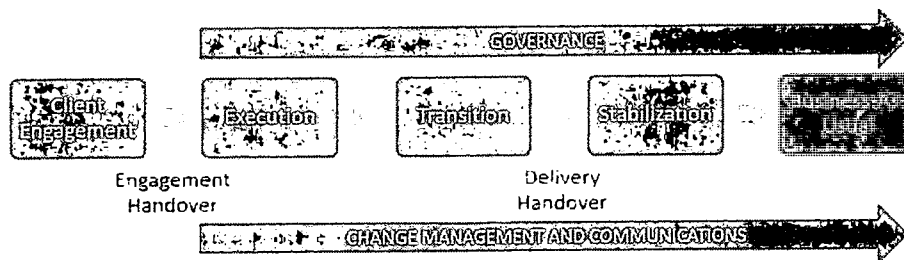 GOVERNANCE
Client
Engagement
Execution
Transition
Stabilization
Engagement
Handover
Delivery
Handover
CHANGE MANAGEMENT AND COMMUNICATIONS